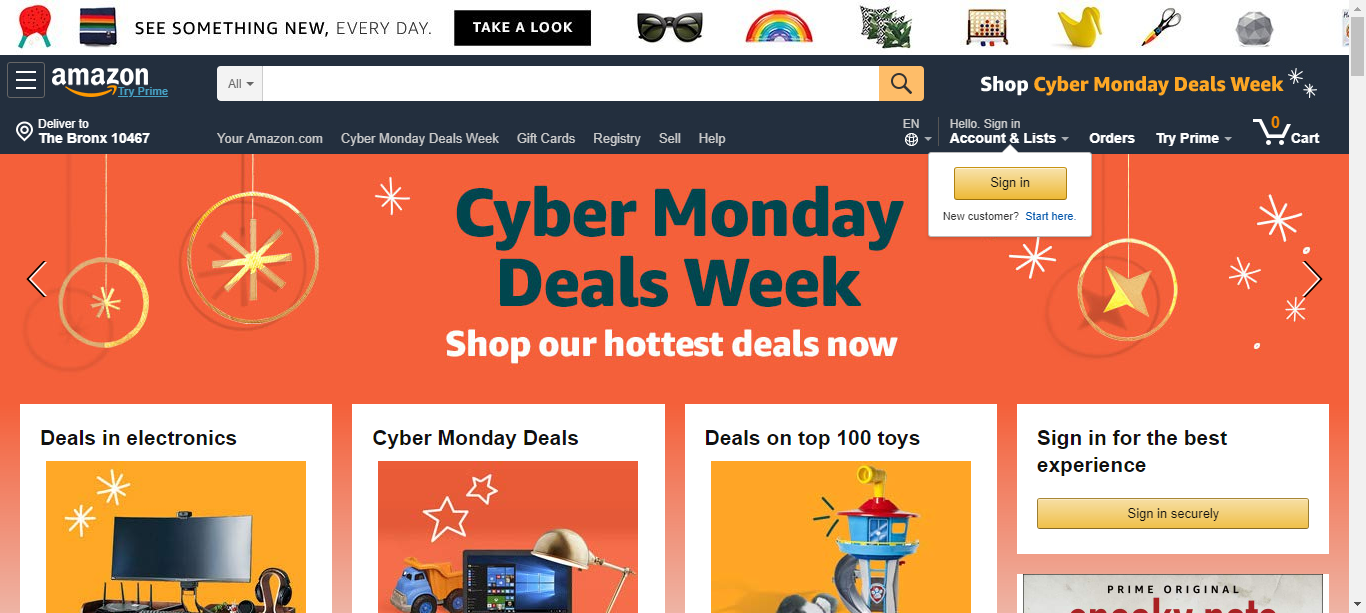 SEE SOMETHING NEW, EVERY DAY.
TAKE A LOOK
amazon
Try Prime
All
Shop Cyber Monday Deals Week
Deliver to
The Bronx 10467
Your Amazon.com
Cyber Monday Deals Week
Gift Cards
Registry
Sell
Help
EN
Hello. Sign in
Account & Lists
Orders
Try Prime
0
Cart
Sign in
New customer? Start here.
Cyber Monday
Deals Week
Shop our hottest deals now
Deals in electronics
Cyber Monday Deals
Deals on top 100 toys
Sign in for the best
experience
Sign in securely
PRIME ORIGINAL